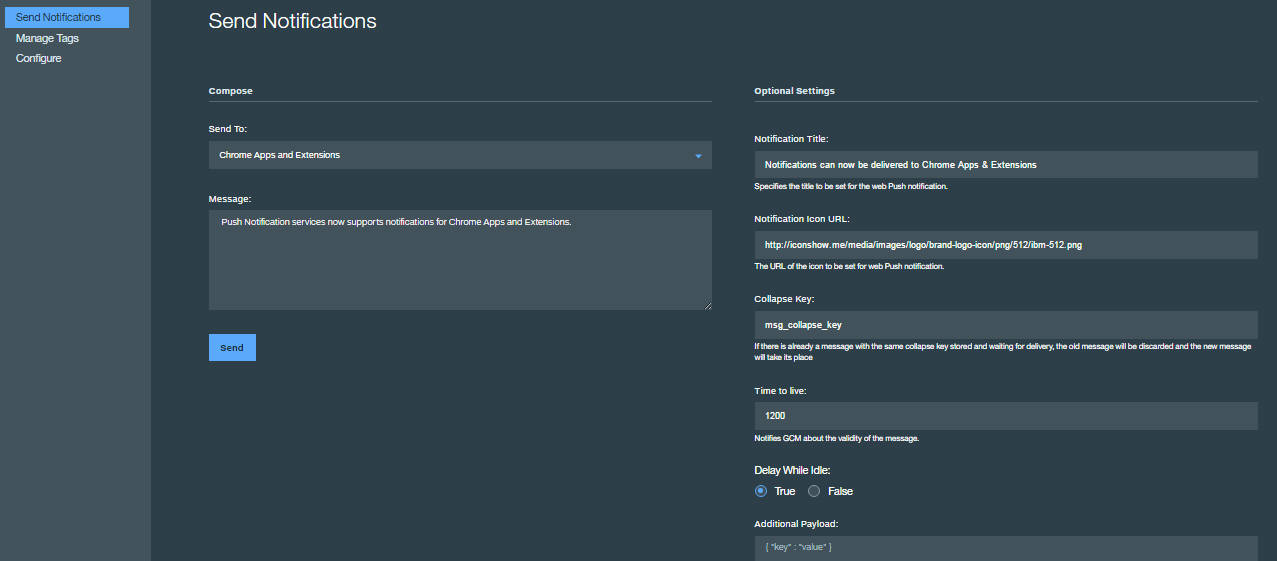 Send Notifications
Manage Tags
Configure
Send Notifications
Compose
Send To:
Chrome Apps and Extensions
Message:
Push Notification services now supports notifications for Chrome Apps and Extensions.
Send
Optional Settings
Notification Title:
Notifications can now be delivered to Chrome Apps & Extensions
Specifies the title to be set for the web Push notification.
Notification Icon URL:
http://iconshow.me/media/images/logo/brand-logo-icon/png/512/ibm-512.png
The URL of the icon to be set for web Push notification.
Collapse Key:
msg_collapse_key
If there is already a message with the same collapse key stored and waiting for delivery, the old message will be discarded and the new message
will take its place
Time to live:
1200
Notifies GCM about the validity of the message.
Delay While Idle:
True False
Additional Payload:
{ "key" : "value" }